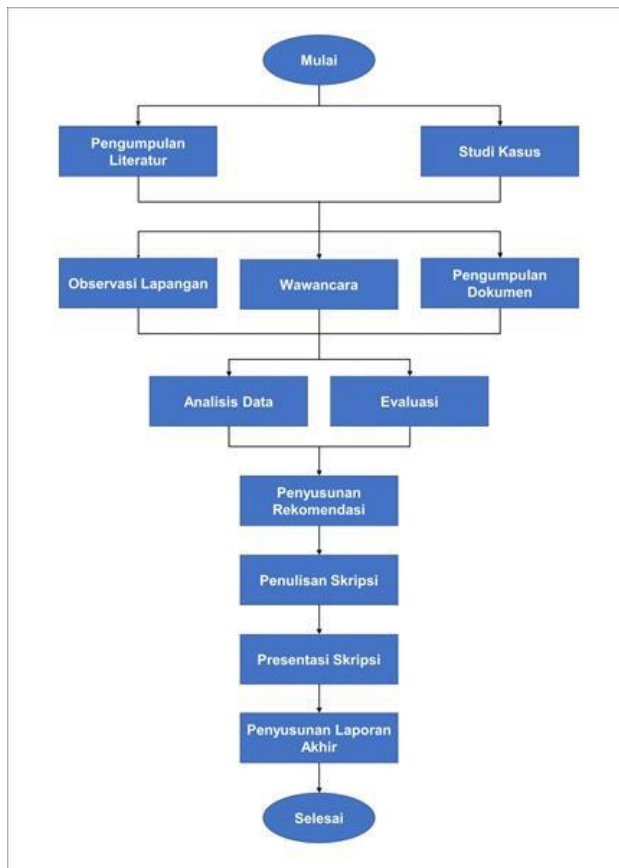 Mulai
Pengumpulan
Literatur
Studi Kasus
Observasi Lapangan
Wawancara
Pengumpulan
Dokumen
Analisis Data
Evaluasi
Penyusunan
Rekomendasi
Penulisan Skripsi
Presentasi Skripsi
Penyusunan Laporan
Akhir
Selesai